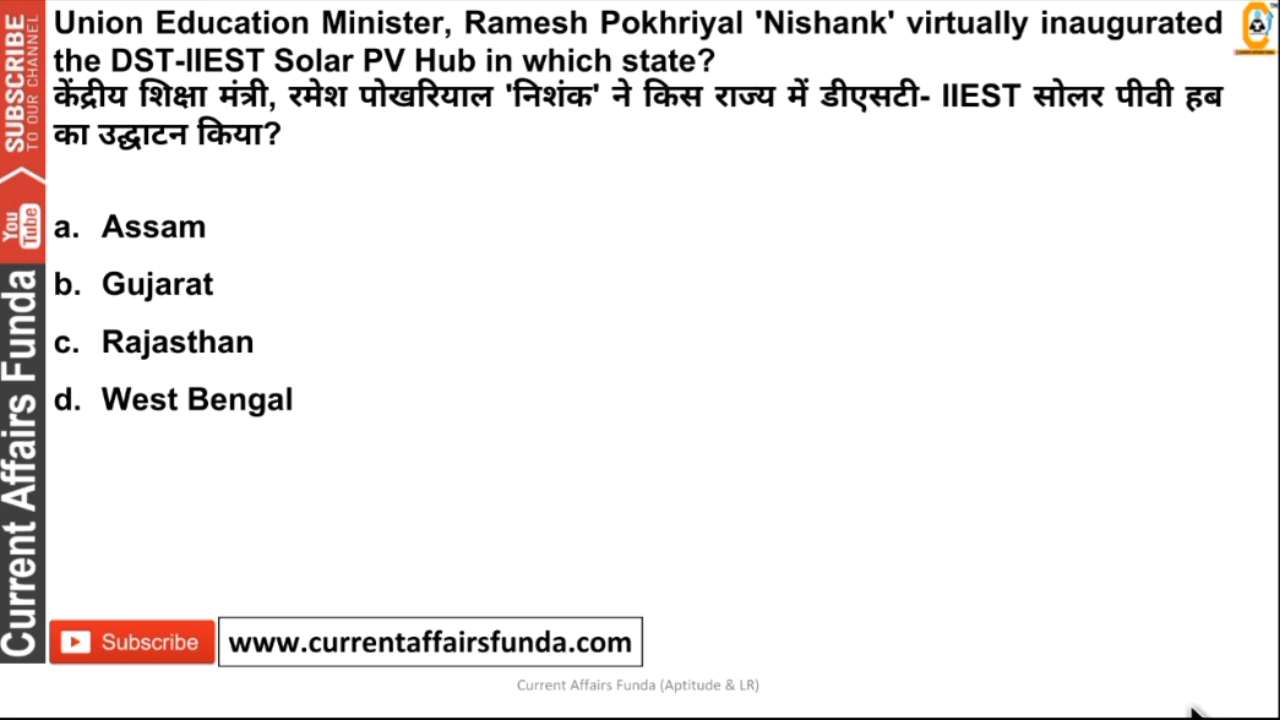 Union Education Minister, Ramesh Pokhriyal 'Nishank' virtually inaugurated
the DST-IIEST Solar PV Hub in which state?
केंद्रीय शिक्षा मंत्री, रमेश पोखरियाल 'निशंक' ने किस राज्य में डीएसटी- IIEST सोलर पीवी हब
का उद्घाटन किया?
a. Assam
b. Gujarat
c. Rajasthan
d. West Bengal
SUBSCRIBE
TO OUR CHANNEL
You
Tube
Current Affairs Funda
Subscribe
www.currentaffairsfunda.com
Current Affairs Funda (Aptitude & LR)